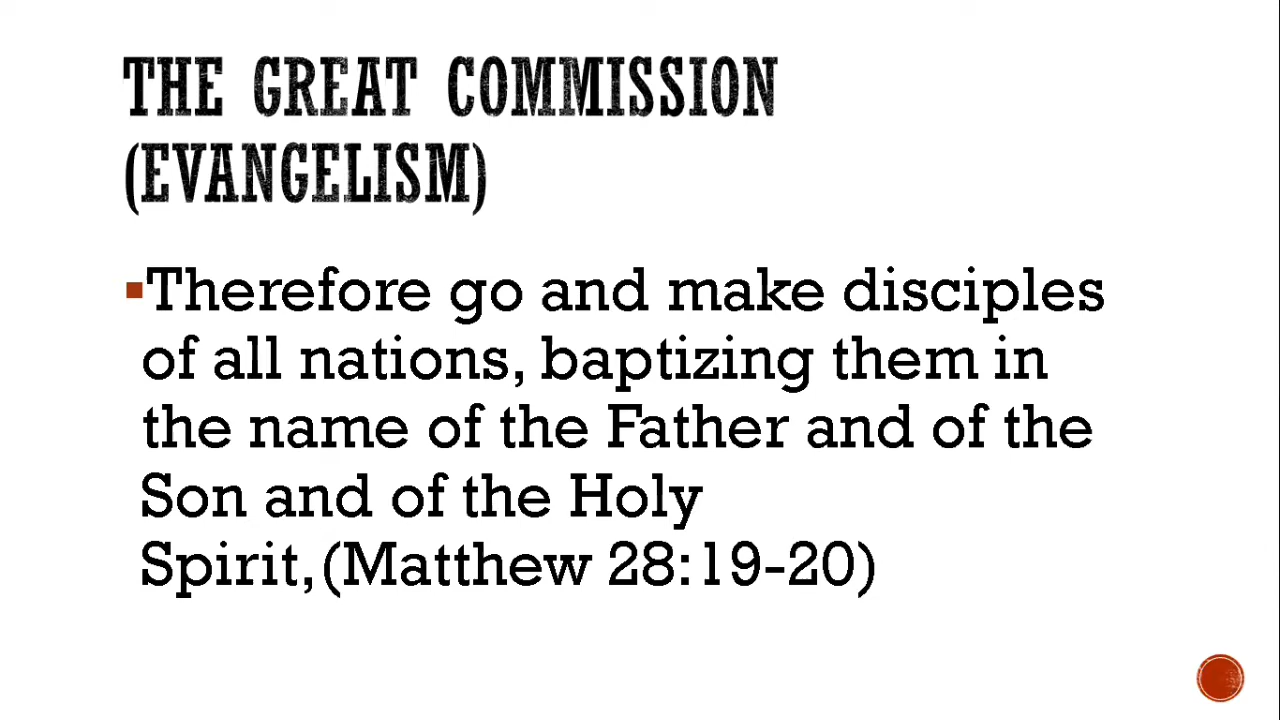 THE GREAT COMMISSION
(EVANGELISM)
▪Therefore go and make disciples
of all nations, baptizing them in
the name of the Father and of the
Son and of the Holy
Spirit,(Matthew 28:19-20)